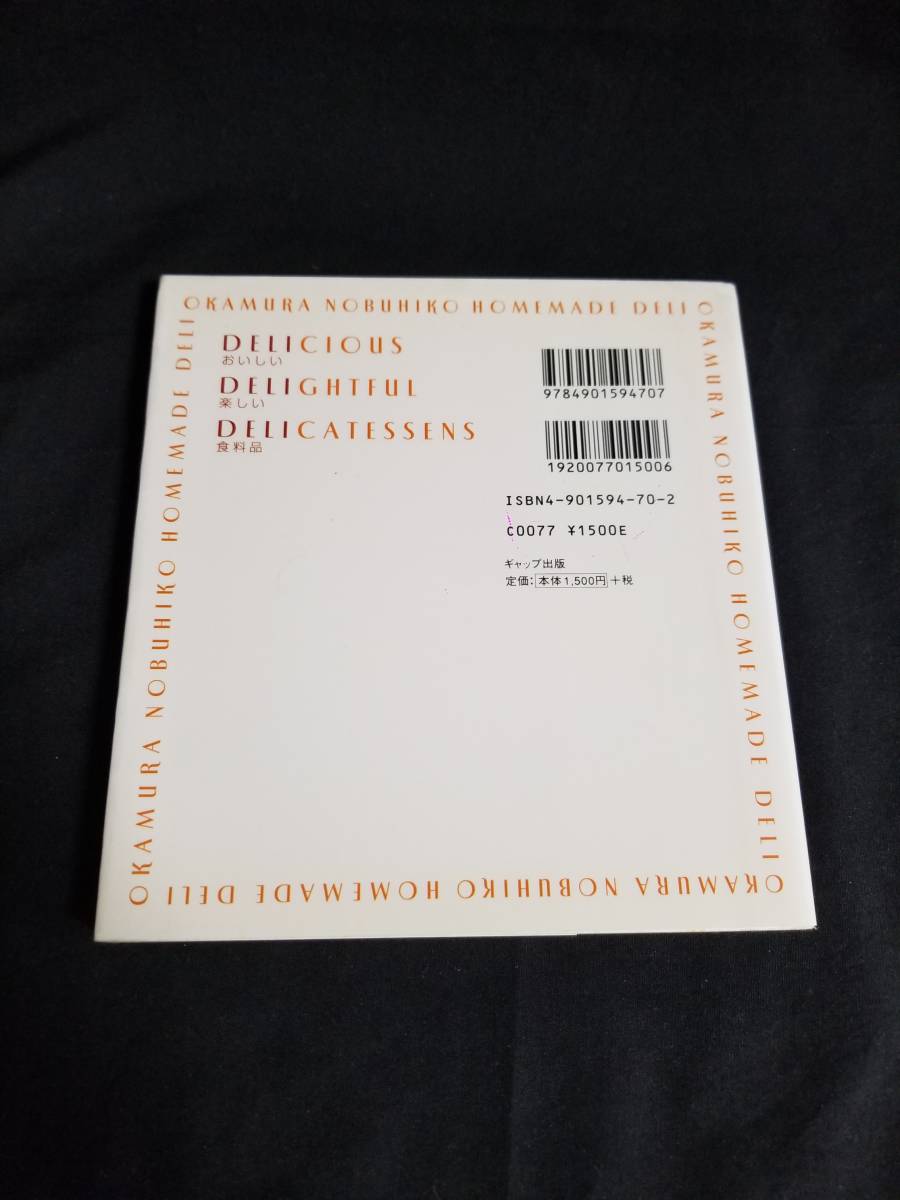 OKAMURA NOBUHIKO HOMEMADE DELI
OKAMURA NOBUHIKO HOMEMADE DELI
OKAMURA NOBUHIKO HOMEMADE DELI
OKAMURA NOBUHIKO HOMEMADE DELI
DELICIOUS
おいしい
DELIGHTFUL
楽しい
DELICATESSENS
食料品
9784901594707
1920077015006
ISBN4-901594-70-2
C0077 ¥1500E
ギャップ出版
定価:本体1,500円+税